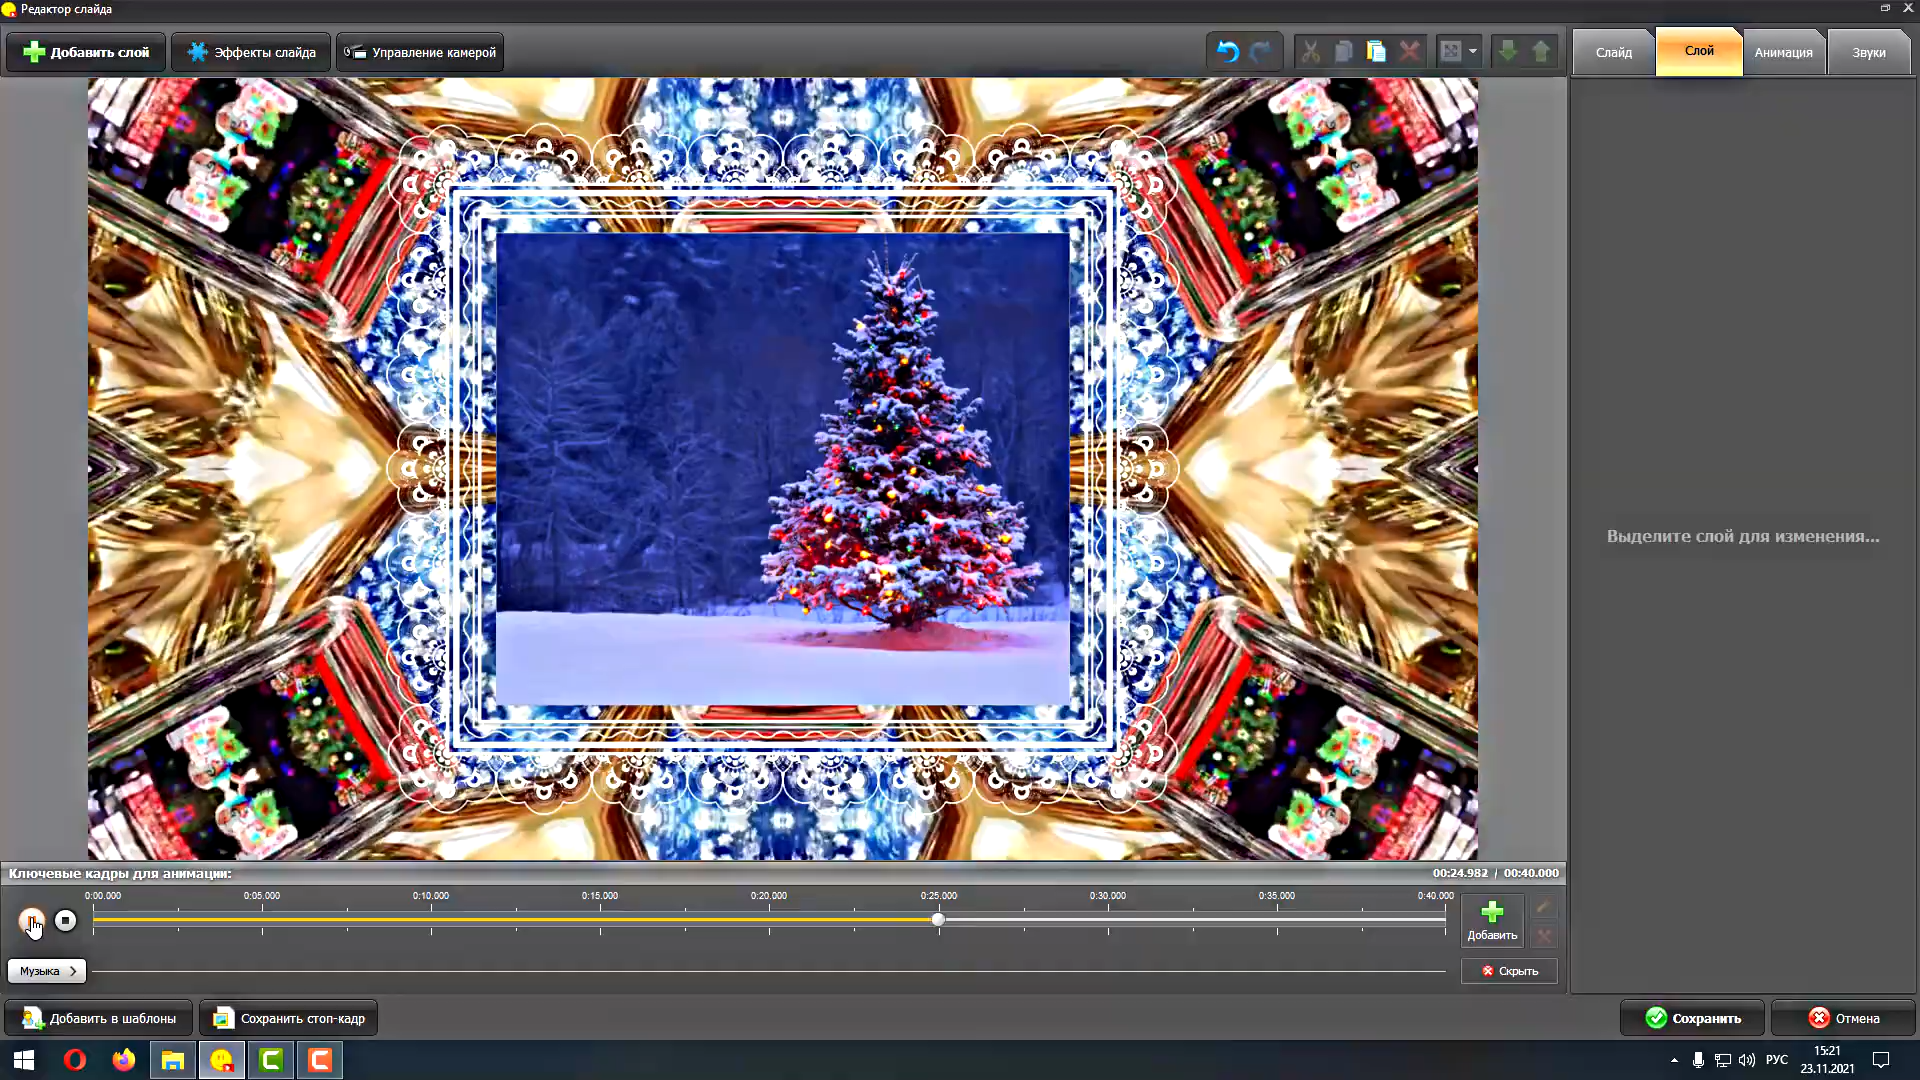 Редактор слайда
Добавить слой
Эффекты слайда
Управление камерой
Слайд
Слой
Анимация
Звуки
Выделите слой для изменения...
Ключевые кадры для анимации:
00:24.982 / 00:40.000
0:00.000
0:05.000
0:10.000
0:15.000
0:20.000
0:25.000
0:30.000
0:35.000
0:40.000
Добавить
Музыка
Скрыть
Добавить в шаблоны
Сохранить стоп-кадр
Сохранить
Отмена
РУС
15:21
23.11.2021